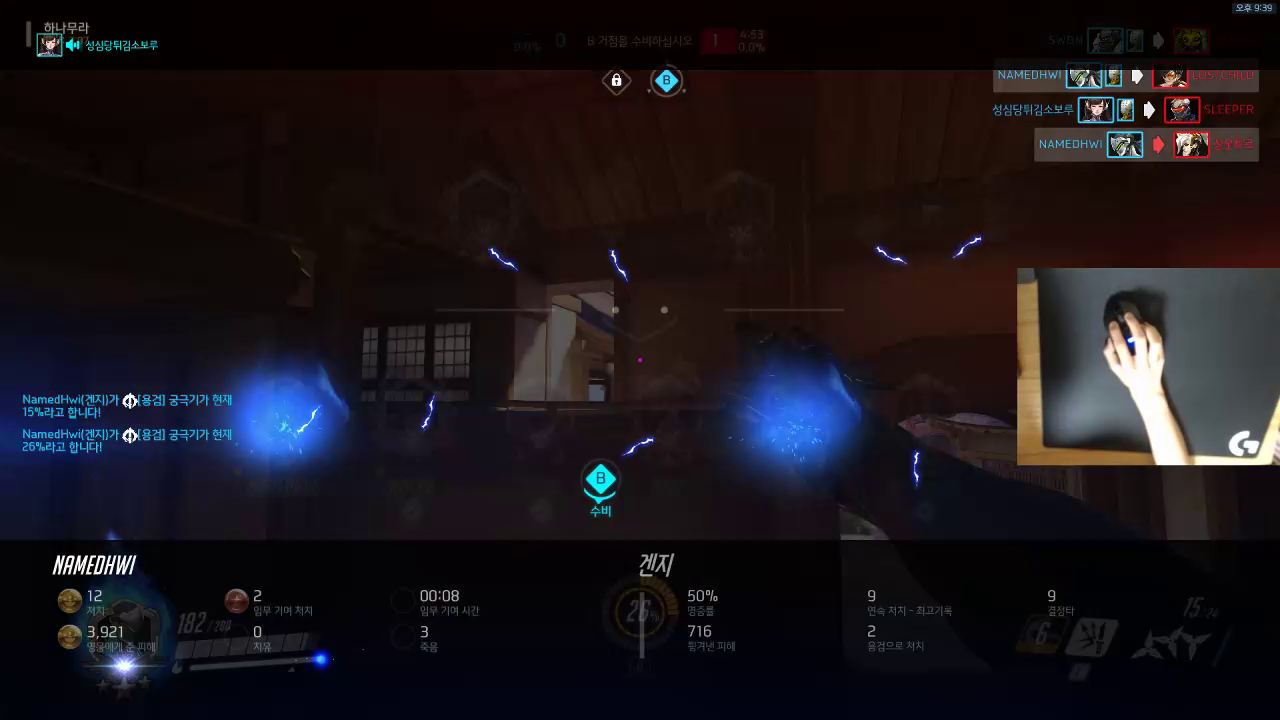 오후 9:39
하나무라
성심당튀김소보루
0.0% 0 B 거점을 수비하십시오 1 4:53
0.0%
B
NAMEDHWI LOSTCHILD
성심당튀김소보루 SLEEPER
NAMEDHWI
NamedHwi(겐지)가 [용검] 궁극기가 현재
15%라고 합니다!
NamedHwi(겐지)가 [용검] 궁극기가 현재
26%라고 합니다!
B
수비
NAMEDHWI
겐지
12
처치
2
임무 기여 처치
00:08
임무 기여 시간
50%
명중률
9
연속 처치 - 최고기록
9
결정타
3,921
영웅에게 준 피해
0
치유
3
죽음
716
튕겨낸 피해
2
용검으로 처치
182/200
26%
6
15/24
G